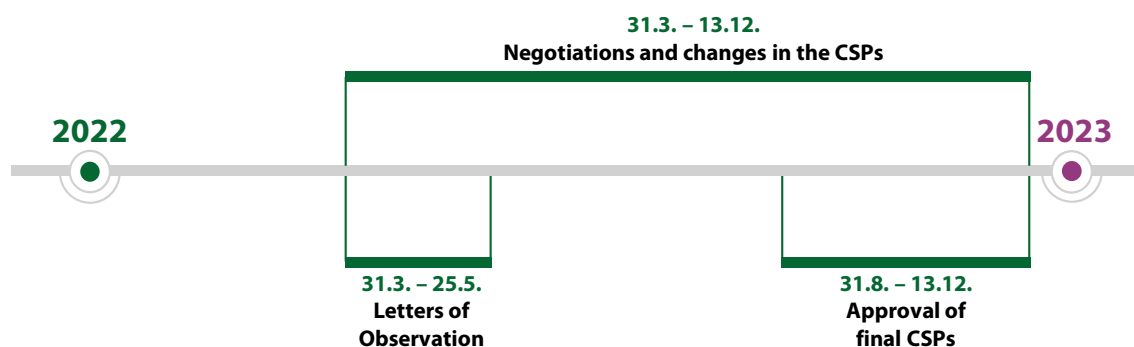 31.3. – 13.12.
Negotiations and changes in the CSPs
2022
2023
31.3. – 25.5.
Letters of
Observation
31.8. – 13.12.
Approval of
final CSPs